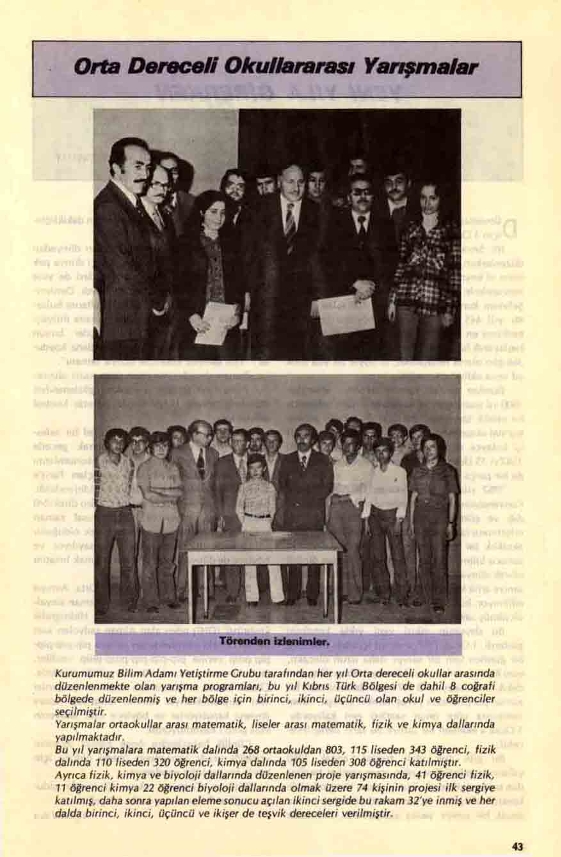 Orta Dereceli Okullararası Yarışmalar
Törenden izlenimler.
Kurumumuz Bilim Adamı Yetiştirme Grubu tarafından her yıl Orta dereceli okullar arasında
düzenlenmekte olan yarışma programları, bu yıl Kıbrıs Türk Bölgesi de dahil 8 coğrafi
bölgede düzenlenmiş ve her bölge için birinci, ikinci, üçüncü olan okul ve öğrenciler
seçilmiştir.
Yarışmalar ortaokullar arası matematik, liseler arası matematik, fizik ve kimya dallarında
yapılmaktadır.
Bu yıl yarışmalara matematik dalında 268 ortaokuldan 803, 115 liseden 343 öğrenci, fizik
dalında 110 liseden 320 öğrenci, kimya dalında 105 liseden 308 öğrenci katılmıştır.
Ayrıca fizik, kimya ve biyoloji dallarında düzenlenen proje yarışmasında, 41 öğrenci fizik,
11 öğrenci kimya 22 öğrenci biyoloji dallarında olmak üzere 74 kişinin projesi ilk sergiye
katılmış, daha sonra yapılan eleme sonucu açılan ikinci sergide bu rakam 32'ye inmiş ve her
dalda birinci, ikinci, üçüncü ve ikişer de teşvik dereceleri verilmiştir.
43